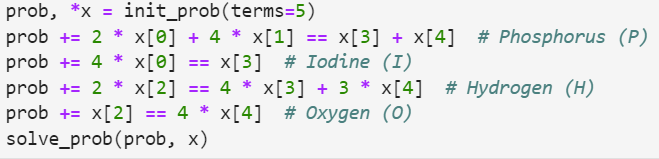 prob, *x = init_prob(terms=5)
prob += 2 * x[0] + 4 * x[1] == x[3] + x[4]  # Phosphorus (P)
prob += 4 * x[0] == x[3]  # Iodine (I)
prob += 2 * x[2] == 4 * x[3] + 3 * x[4]  # Hydrogen (H)
prob += x[2] == 4 * x[4]  # Oxygen (O)
solve_prob(prob, x)